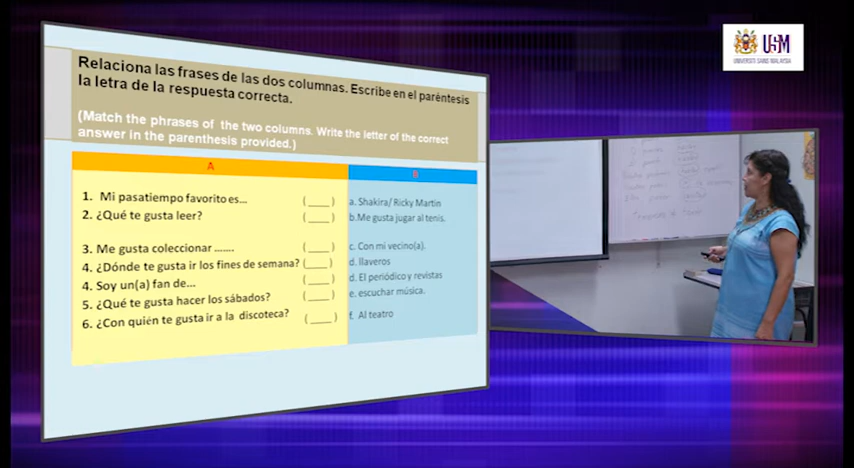 Relaciona las frases de las dos columnas. Escribe en el paréntesis
la letra de la respuesta correcta.
(Match the phrases of the two columns. Write the letter of the correct
answer in the parenthesis provided.)
A
B
1. Mi pasatiempo favorito es... (____) a. Shakira/ Ricky Martin
2. ¿Qué te gusta leer? (____) b.Me gusta jugar al tenis.
3. Me gusta coleccionar ....... (____) c. Con mi vecino(a).
4. ¿Dónde te gusta ir los fines de semana? (____) d. llaveros
4. Soy un(a) fan de... (____) d. El periódico y revistas
5. ¿Qué te gusta hacer los sábados? (____) e. escuchar música.
6. ¿Con quién te gusta ir a la discoteca? (____) f. Al teatro
USM
UNIVERSITI SAINS MALAYSIA